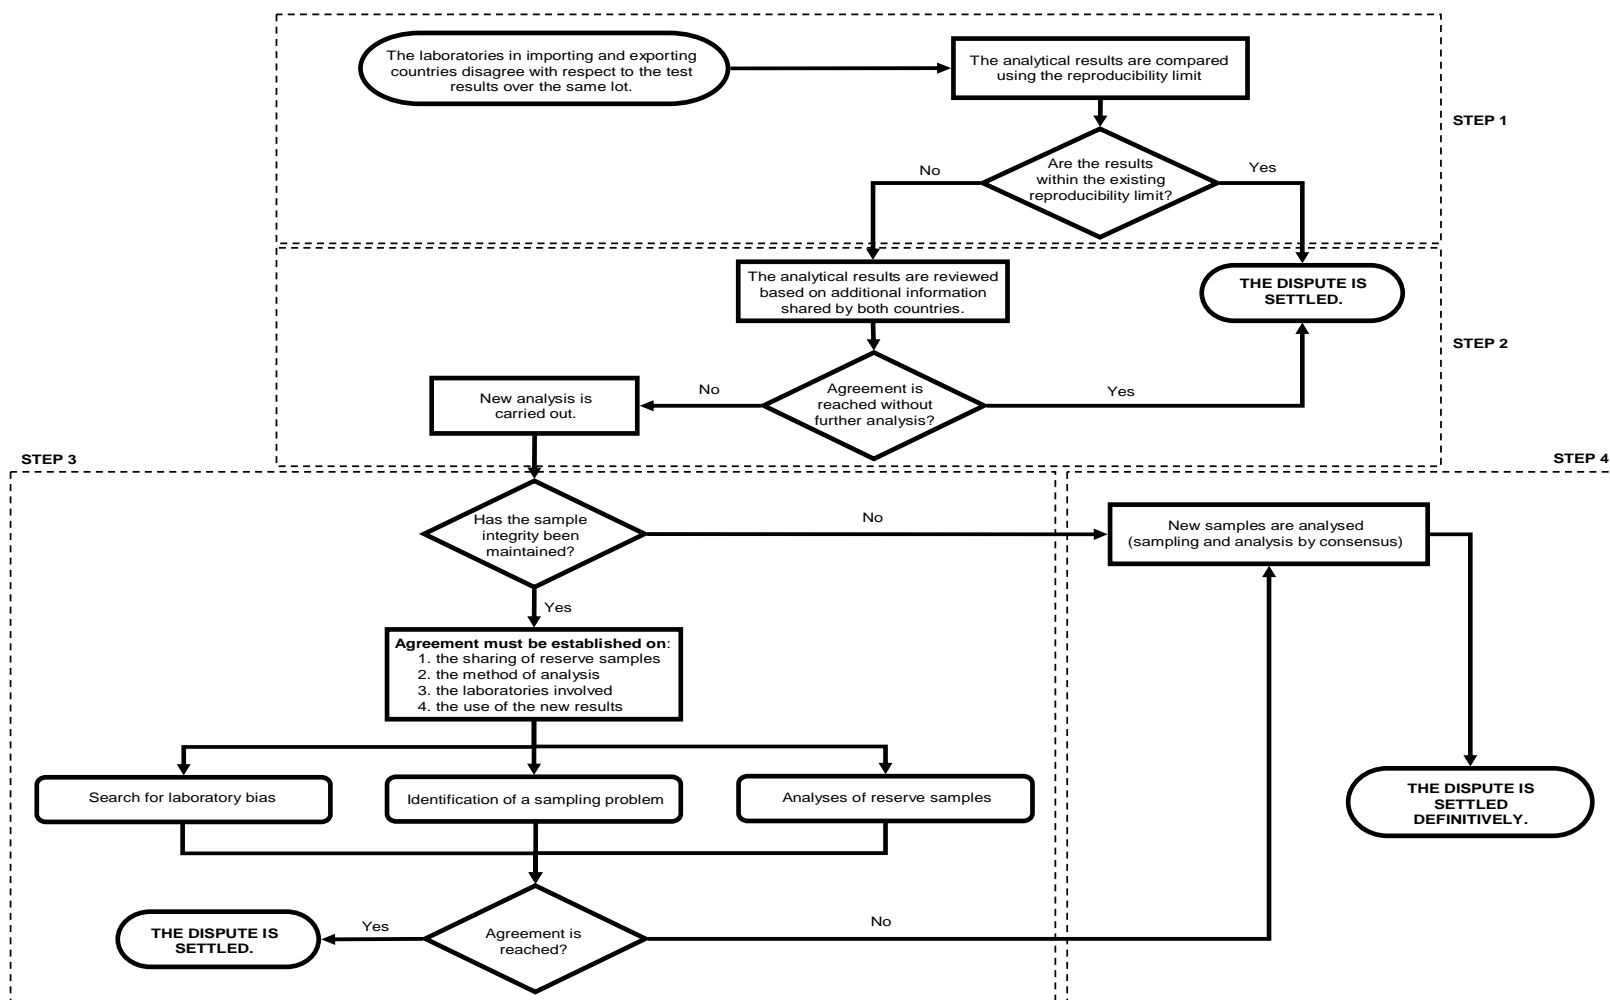 The laboratories in importing and exporting
countries disagree with respect to the test
results over the same lot.
The analytical results are compared
using the reproducibility limit
STEP 1
Are the results
within the existing
reproducibility limit?
No
Yes
The analytical results are reviewed
based on additional information
shared by both countries.
THE DISPUTE IS
SETTLED.
STEP 2
Agreement is
reached without
further analysis?
No
Yes
New analysis is
carried out.
STEP 3
STEP 4
Has the sample
integrity been
maintained?
No
New samples are analysed
(sampling and analysis by consensus)
Yes
Agreement must be established on:
1. the sharing of reserve samples
2. the method of analysis
3. the laboratories involved
4. the use of the new results
Search for laboratory bias
Identification of a sampling problem
Analyses of reserve samples
THE DISPUTE IS
SETTLED
DEFINITIVELY.
Agreement is
reached?
Yes
No
THE DISPUTE IS
SETTLED.